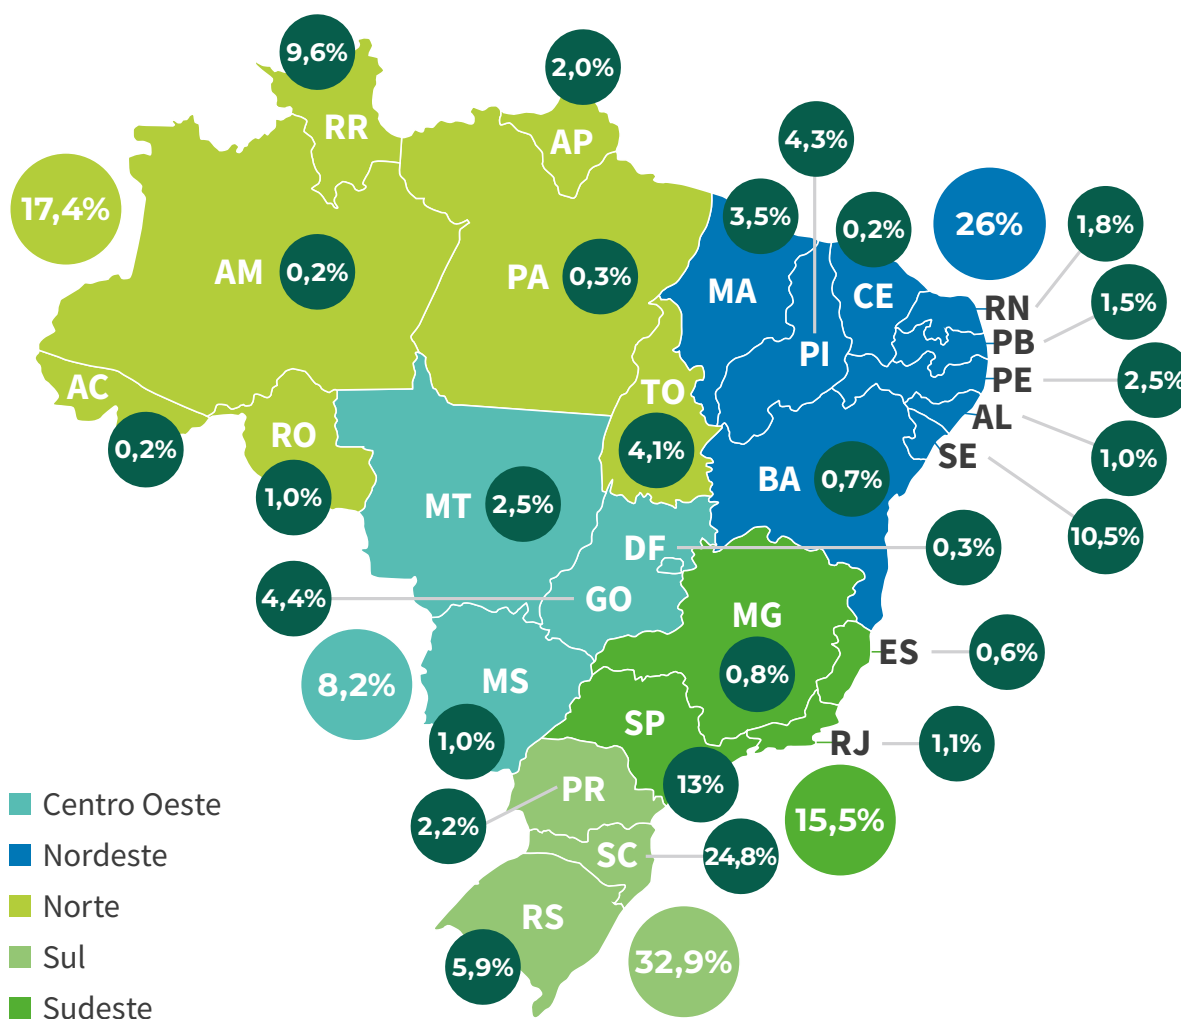 9,6%
2,0%
RR
AP
4,3%
17,4%
3,5%
0,2%
26%
1,8%
AM
0,2%
PA
0,3%
MA
CE
RN
1,5%
PB
PI
PE
2,5%
AC
TO
AL
0,2%
RO
4,1%
SE
1,0%
1,0%
MT
2,5%
BA
0,7%
10,5%
DF
0,3%
4,4%
GO
MG
ES
0,6%
8,2%
MS
0,8%
SP
RJ
1,1%
1,0%
PR
13%
2,2%
15,5%
SC
24,8%
RS
5,9%
32,9%
Centro Oeste
Nordeste
Norte
Sul
Sudeste